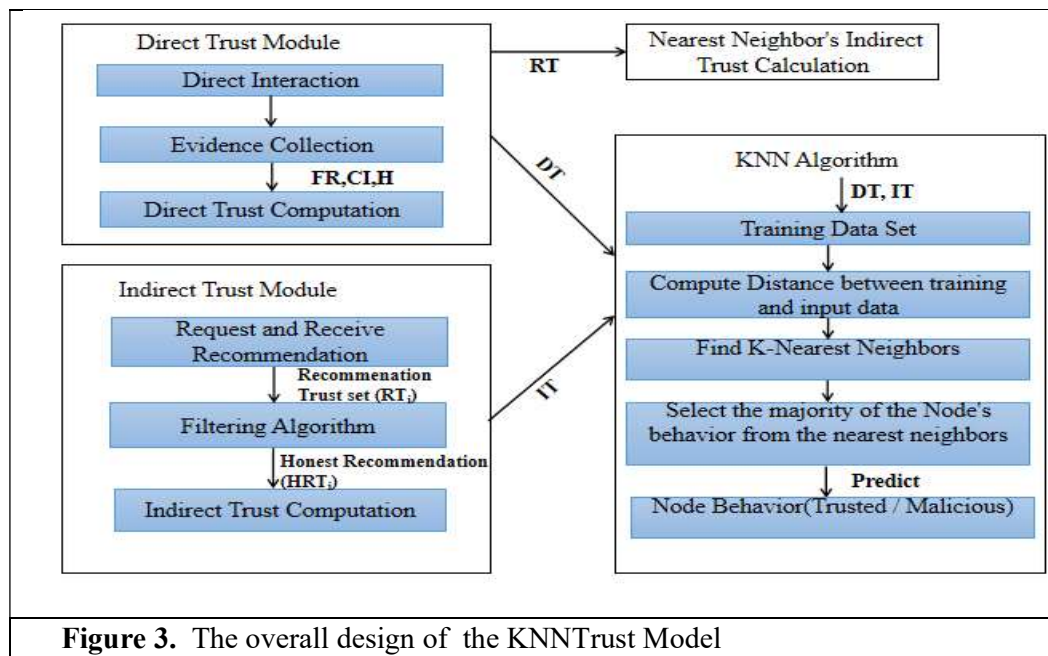 Direct Trust Module
Direct Interaction
Evidence Collection
FR,CI,H
Direct Trust Computation
RT
Nearest Neighbor's Indirect
Trust Calculation
DT
Indirect Trust Module
Request and Receive
Recommendation
Recommenation
Trust set (RTi)
Filtering Algorithm
Honest Recommendation
(HRTi)
Indirect Trust Computation
IT
KNN Algorithm
DT, IT
Training Data Set
Compute Distance between training
and input data
Find K-Nearest Neighbors
Select the majority of the Node's
behavior from the nearest neighbors
Predict
Node Behavior(Trusted / Malicious)
Figure 3. The overall design of the KNNTrust Model